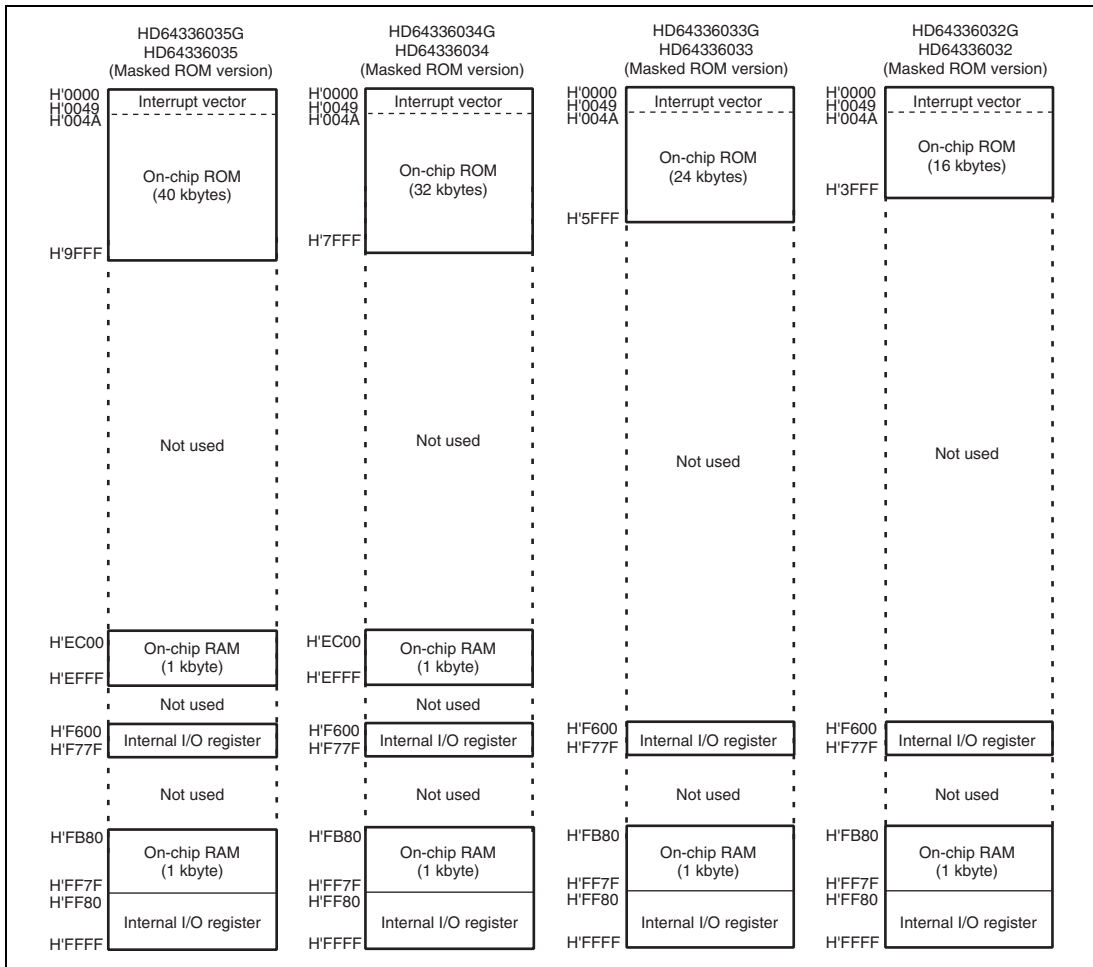 HD64336035G
HD64336035
(Masked ROM version)
H'0000
H'0049
H'004A
Interrupt vector
On-chip ROM
(40 kbytes)
H'9FFF
Not used
H'EC00
On-chip RAM
(1 kbyte)
H'EFFF
Not used
H'F600
Internal I/O register
H'F77F
Not used
H'FB80
On-chip RAM
(1 kbyte)
H'FF7F
H'FF80
Internal I/O register
H'FFFF
HD64336034G
HD64336034
(Masked ROM version)
H'0000
H'0049
H'004A
Interrupt vector
On-chip ROM
(32 kbytes)
H'7FFF
Not used
H'EC00
On-chip RAM
(1 kbyte)
H'EFFF
Not used
H'F600
Internal I/O register
H'F77F
Not used
H'FB80
On-chip RAM
(1 kbyte)
H'FF7F
H'FF80
Internal I/O register
H'FFFF
HD64336033G
HD64336033
(Masked ROM version)
H'0000
H'0049
H'004A
Interrupt vector
On-chip ROM
(24 kbytes)
H'5FFF
Not used
H'F600
Internal I/O register
H'F77F
Not used
H'FB80
On-chip RAM
(1 kbyte)
H'FF7F
H'FF80
Internal I/O register
H'FFFF
HD64336032G
HD64336032
(Masked ROM version)
H'0000
H'0049
H'004A
Interrupt vector
On-chip ROM
(16 kbytes)
H'3FFF
Not used
H'F600
Internal I/O register
H'F77F
Not used
H'FB80
On-chip RAM
(1 kbyte)
H'FF7F
H'FF80
Internal I/O register
H'FFFF